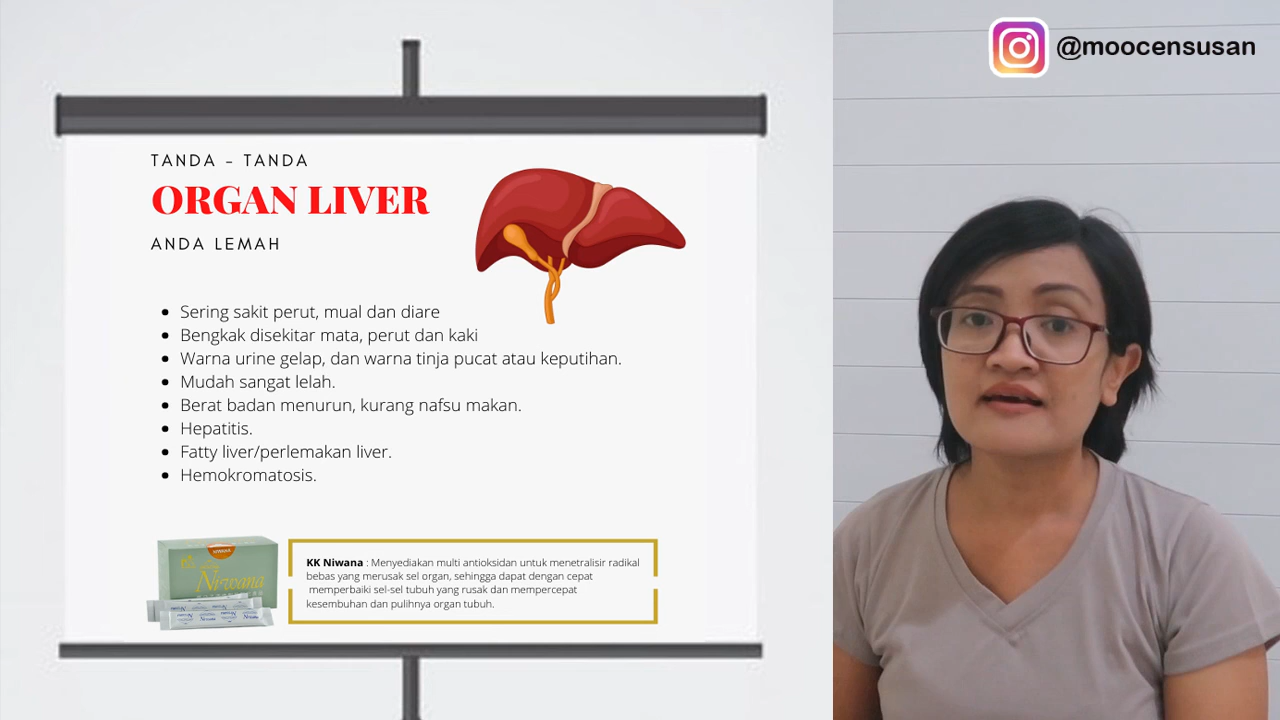 @moocensusan
TANDA – TANDA
ORGAN LIVER
ANDA LEMAH
Sering sakit perut, mual dan diare
Bengkak disekitar mata, perut dan kaki
Warna urine gelap, dan warna tinja pucat atau keputihan.
Mudah sangat lelah.
Berat badan menurun, kurang nafsu makan.
Hepatitis.
Fatty liver/perlemakan liver.
Hemokromatosis.
Niwana
KK Niwana : Menyediakan multi antioksidan untuk menetralisir radikal
bebas yang merusak sel organ, sehingga dapat dengan cepat
memperbaiki sel-sel tubuh yang rusak dan mempercepat
kesembuhan dan pulihnya organ tubuh.